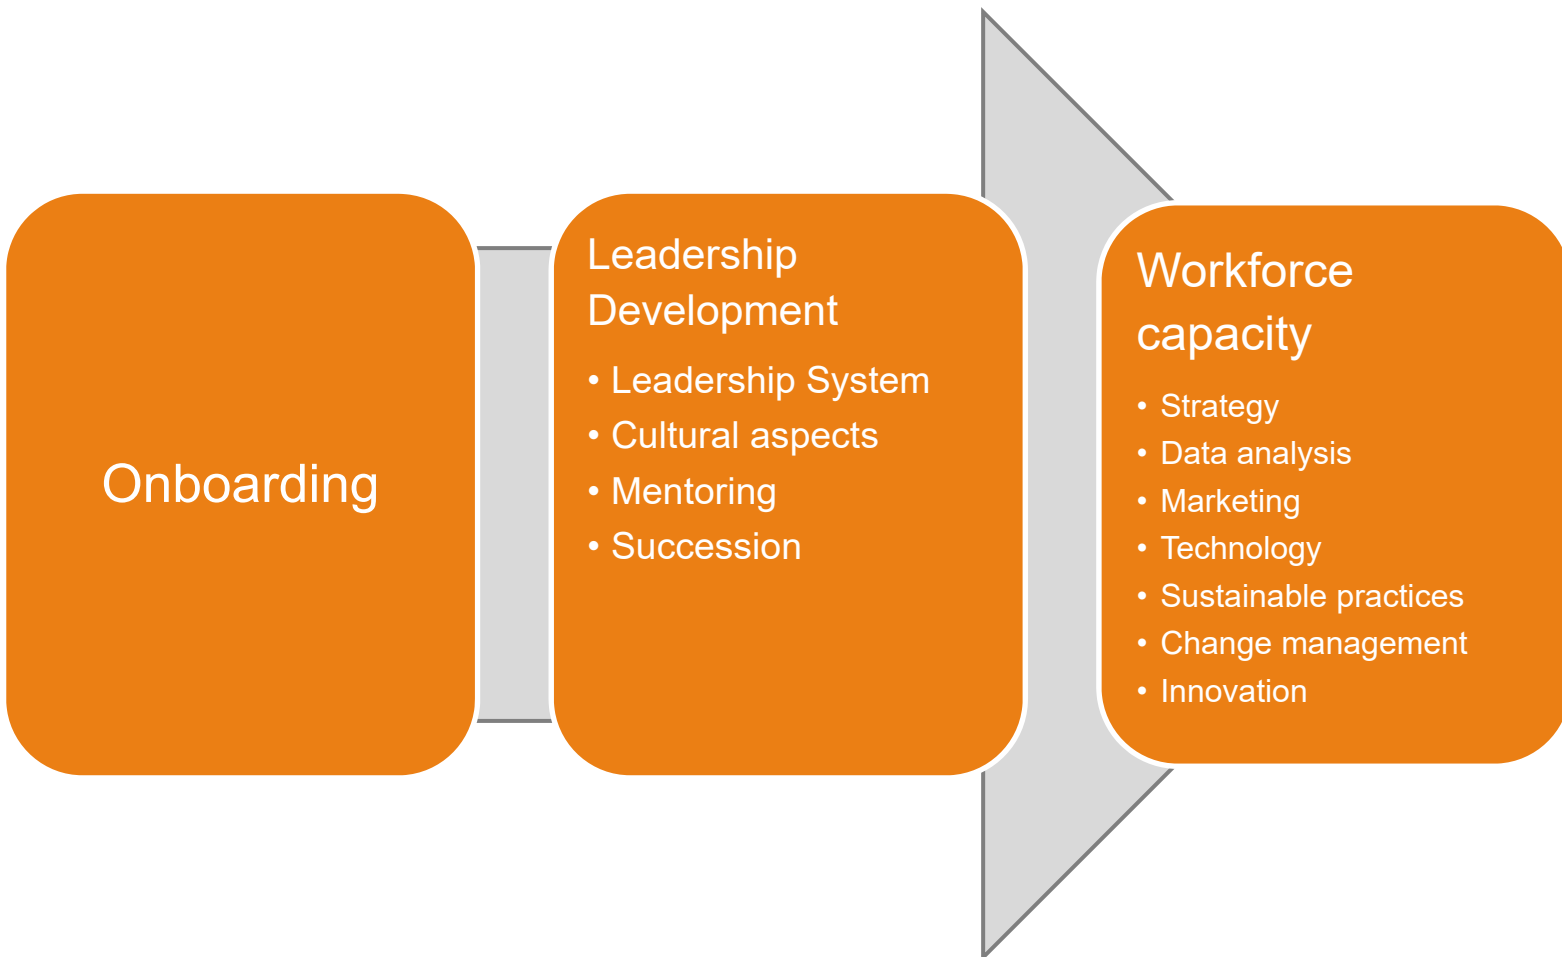 Onboarding
Leadership
Development
• Leadership System
• Cultural aspects
• Mentoring
• Succession
Workforce
capacity
• Strategy
• Data analysis
• Marketing
• Technology
• Sustainable practices
• Change management
• Innovation